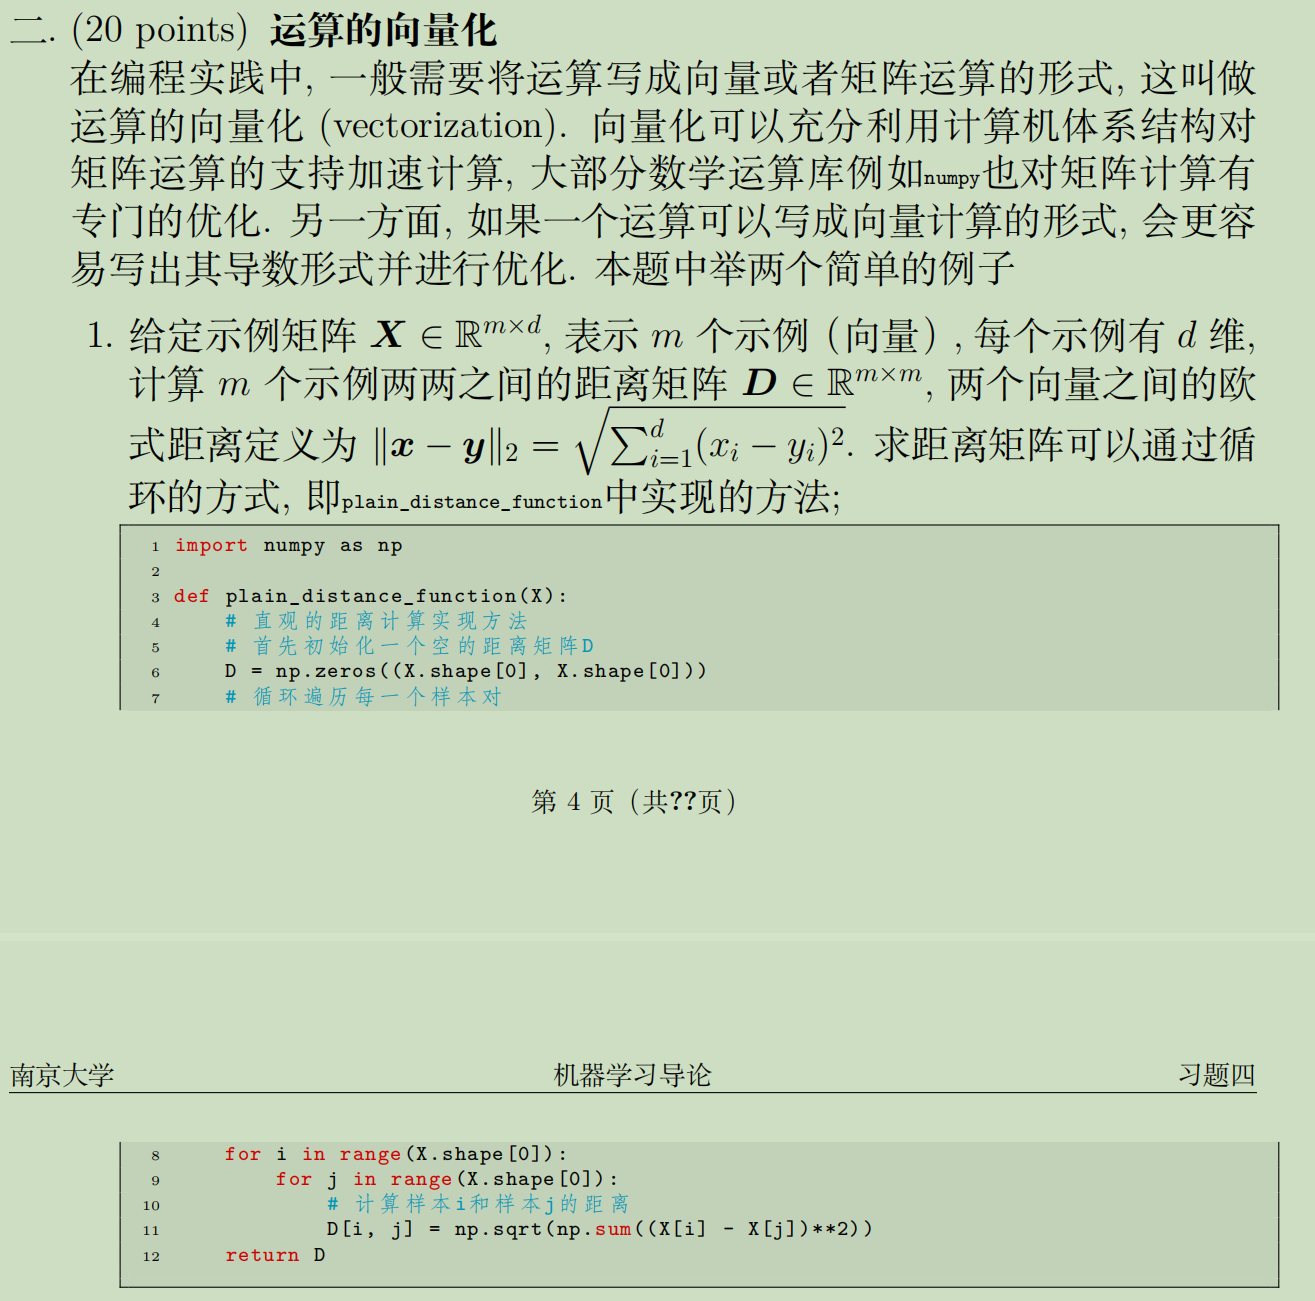 二. (20 points) 运算的向量化
在编程实践中, 一般需要将运算写成向量或者矩阵运算的形式, 这叫做
运算的向量化 (vectorization). 向量化可以充分利用计算机体系结构对
矩阵运算的支持加速计算, 大部分数学运算库例如numpy也对矩阵计算有
专门的优化. 另一方面, 如果一个运算可以写成向量计算的形式, 会更容
易写出其导数形式并进行优化. 本题中举两个简单的例子
1. 给定示例矩阵 X ∈ ℝ^{m×d}, 表示 m 个示例（向量）, 每个示例有 d 维,
计算 m 个示例两两之间的距离矩阵 D ∈ ℝ^{m×m}, 两个向量之间的欧
式距离定义为 ‖x − y‖₂ = √(∑_{i=1}^{d}(x_i − y_i)²). 求距离矩阵可以通过循
环的方式, 即plain_distance_function中实现的方法;
1 import numpy as np
2
3 def plain_distance_function(X):
4     # 直观的距离计算实现方法
5     # 首先初始化一个空的距离矩阵D
6     D = np.zeros((X.shape[0], X.shape[0]))
7     # 循环遍历每一个样本对
第 4 页（共??页）
南京大学 机器学习导论 习题四
8     for i in range(X.shape[0]):
9         for j in range(X.shape[0]):
10             # 计算样本i和样本j的距离
11             D[i, j] = np.sqrt(np.sum((X[i] - X[j])**2))
12     return D